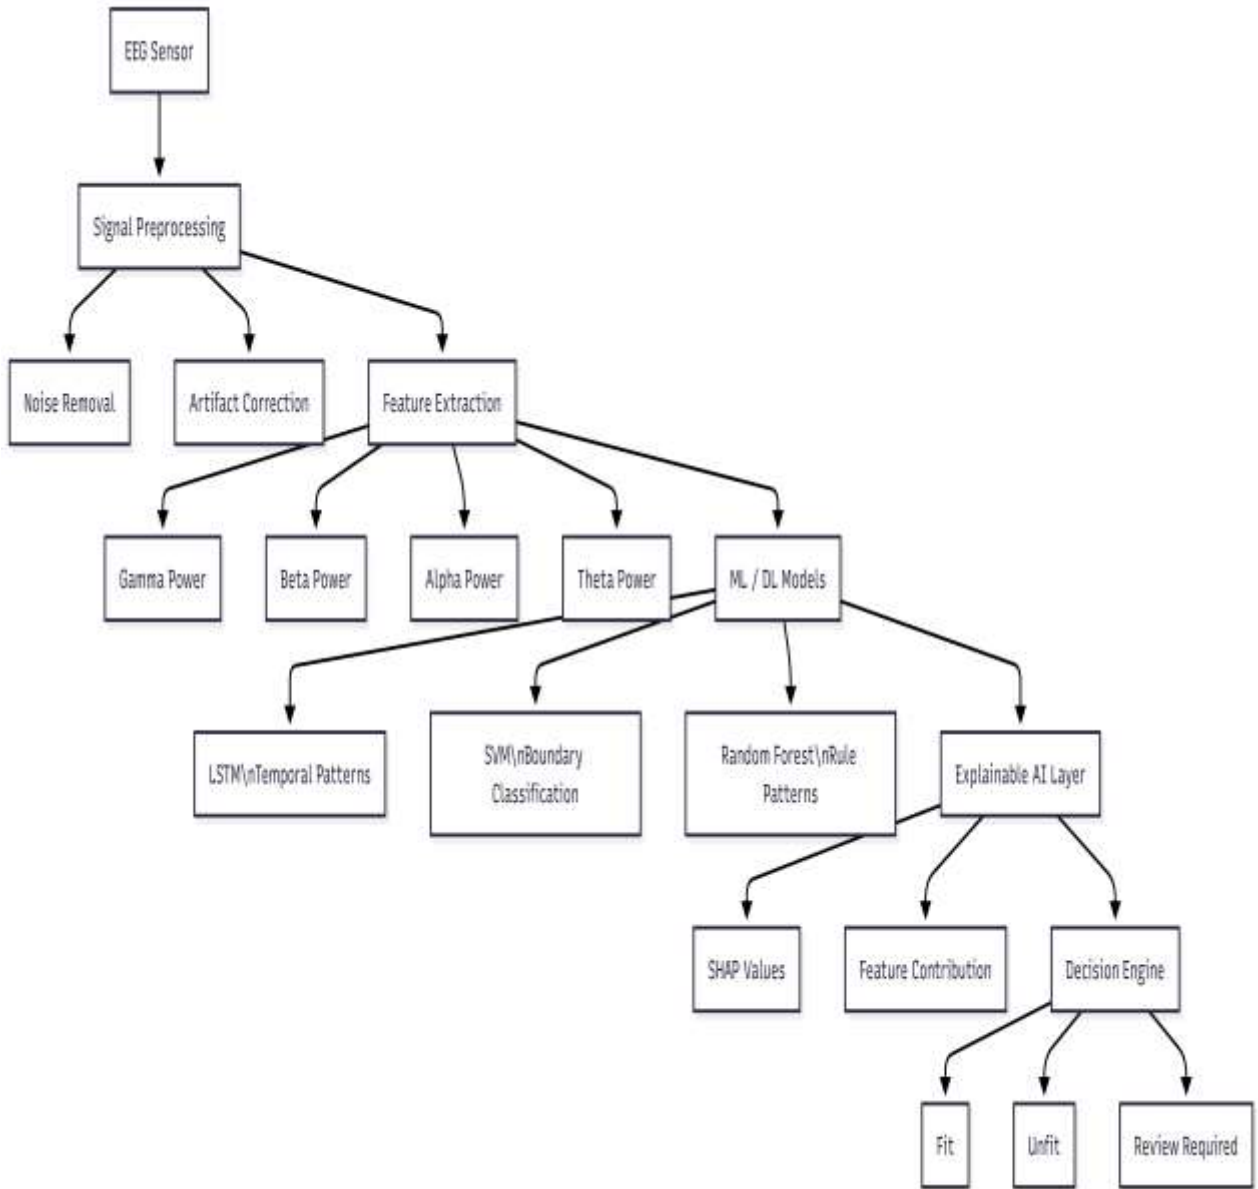 EEG Sensor
Signal Preprocessing
Noise Removal
Artifact Correction
Feature Extraction
Gamma Power
Beta Power
Alpha Power
Theta Power
ML / DL Models
LSTM\nTemporal Patterns
SVM\nBoundary
Classification
Random Forest\nRule
Patterns
Explainable AI Layer
SHAP Values
Feature Contribution
Decision Engine
Fit
Unfit
Review Required